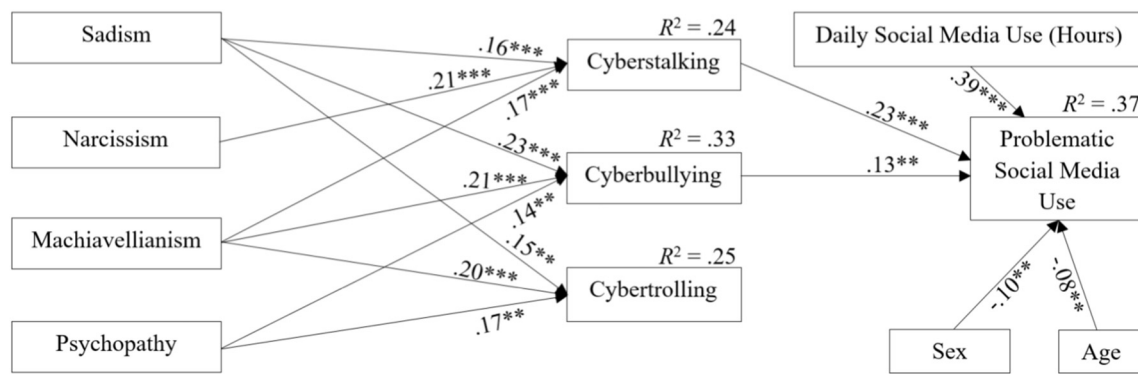 Sadism
Narcissism
Machiavellianism
Psychopathy
.16***
.21***
.17***
.23***
.21***
.14**
.15**
.20***
.17**
R² = .24
Cyberstalking
R² = .33
Cyberbullying
R² = .25
Cybertrolling
.23***
.13**
Daily Social Media Use (Hours)
.39***
R² = .37
Problematic
Social Media
Use
-.10**
-.08**
Sex
Age